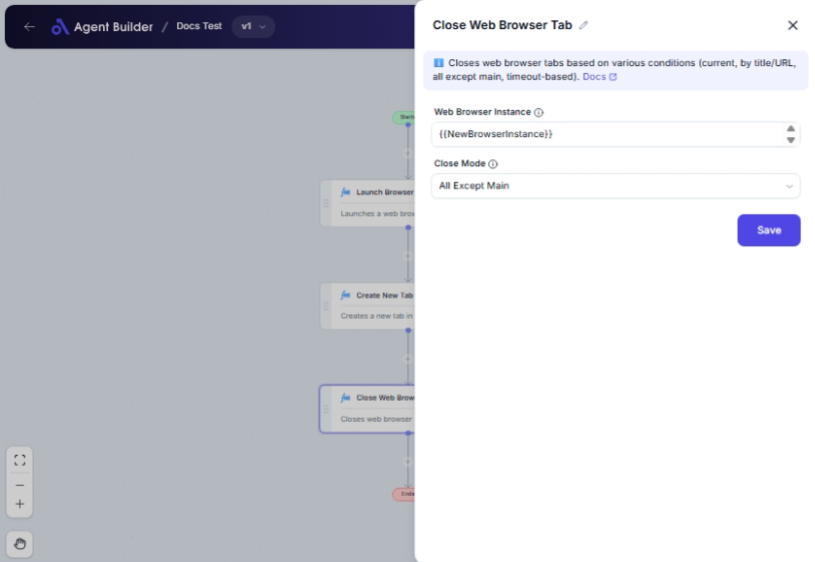 Agent Builder / Docs Test v1
Close Web Browser Tab
Closes web browser tabs based on various conditions (current, by title/URL,
all except main, timeout-based). Docs
Web Browser Instance
{{NewBrowserInstance}}
Close Mode
All Except Main
Save
Launch Browser
Launches a web brow
Create New Tab
Creates a new tab in
Close Web Brow
Closes web browser